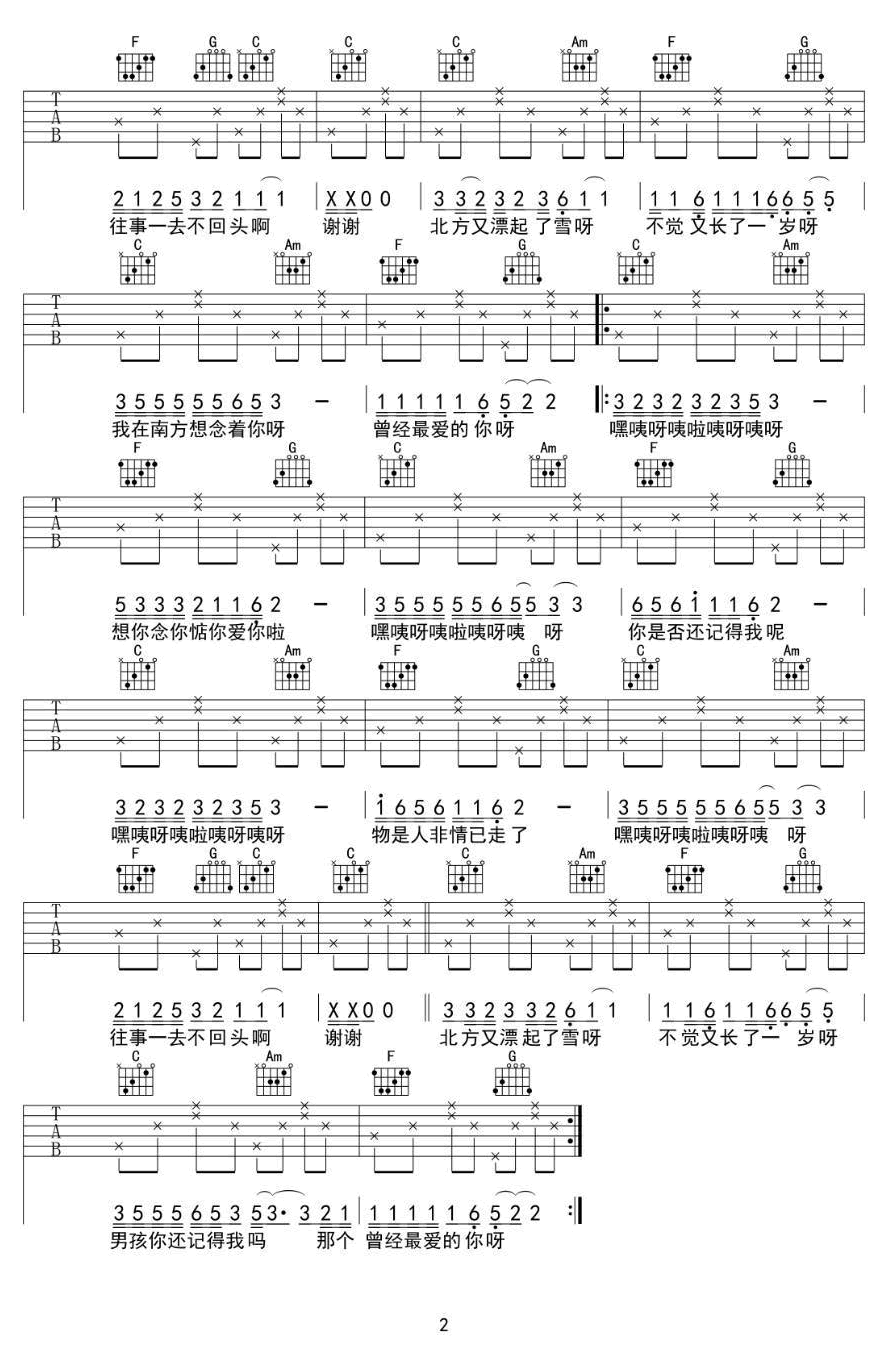 F G C C C Am F G
T A B
2 1 2 5 3 2 1 1 1 | X X 0 0 | 3 3 2 3 2 3 6 1 1 | 1 1 6 1 1 1 6 6 5 5
往事一去不回头啊 谢谢 北方又漂起了雪呀 不觉又长了一 岁呀
C Am F G C Am
T A B
3 5 5 5 5 5 6 5 3 – | 1 1 1 1 1 6 5 2 2 |: 3 2 3 2 3 2 3 5 3 –
我在南方想念着你呀 曾经最爱的你呀 嘿咦呀咦啦咦呀咦呀
F G C Am F G
T A B
5 3 3 3 2 1 1 6 2 – | 3 5 5 5 5 5 6 5 5 3 3 | 6 5 6 1 1 1 6 2 –
想你念你惦你爱你啦 嘿咦呀咦啦咦呀咦 呀 你是否还记得我呢
C Am F G C Am
T A B
3 2 3 2 3 2 3 5 3 – | 1 6 5 6 1 1 6 2 – | 3 5 5 5 5 5 6 5 5 3 3
嘿咦呀咦啦咦呀咦呀 物是人非情已走了 嘿咦呀咦啦咦呀咦 呀
F G C C C Am F G
T A B
2 1 2 5 3 2 1 1 1 | X X 0 0 || 3 3 2 3 3 2 6 1 1 | 1 1 6 1 1 6 6 5 5
往事一去不回头啊 谢谢 北方又漂起了雪呀 不觉又长了一 岁呀
C Am F G
T A B
3 5 5 5 6 5 3 5 3· 3 2 1 | 1 1 1 1 1 6 5 2 2 :|
男孩你还记得我吗 那个 曾经最爱的你呀
2